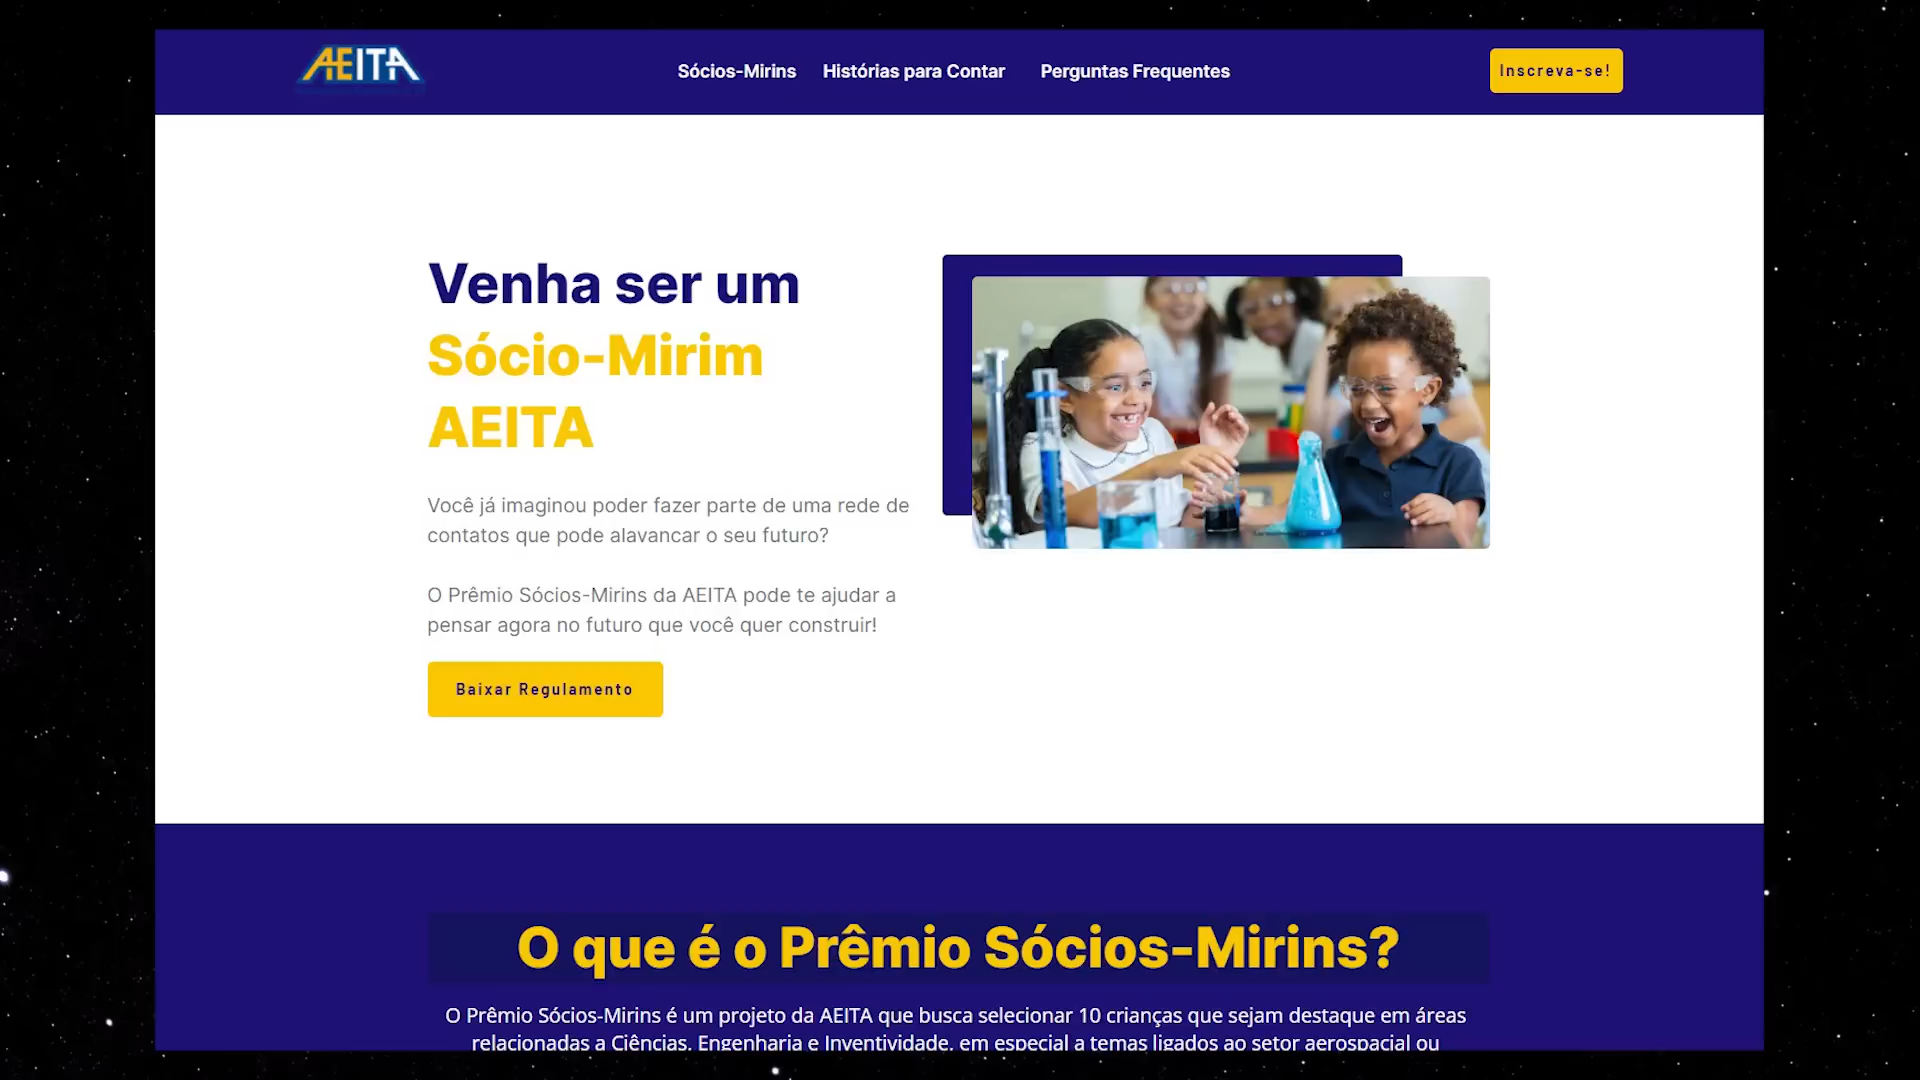 AEITA
Sócios-Mirins Histórias para Contar Perguntas Frequentes
Inscreva-se!
Venha ser um
Sócio-Mirim
AEITA
Você já imaginou poder fazer parte de uma rede de
contatos que pode alavancar o seu futuro?
O Prêmio Sócios-Mirins da AEITA pode te ajudar a
pensar agora no futuro que você quer construir!
Baixar Regulamento
O que é o Prêmio Sócios-Mirins?
O Prêmio Sócios-Mirins é um projeto da AEITA que busca selecionar 10 crianças que sejam destaque em áreas
relacionadas a Ciências, Engenharia e Inventividade, em especial a temas ligados ao setor aerospacial ou